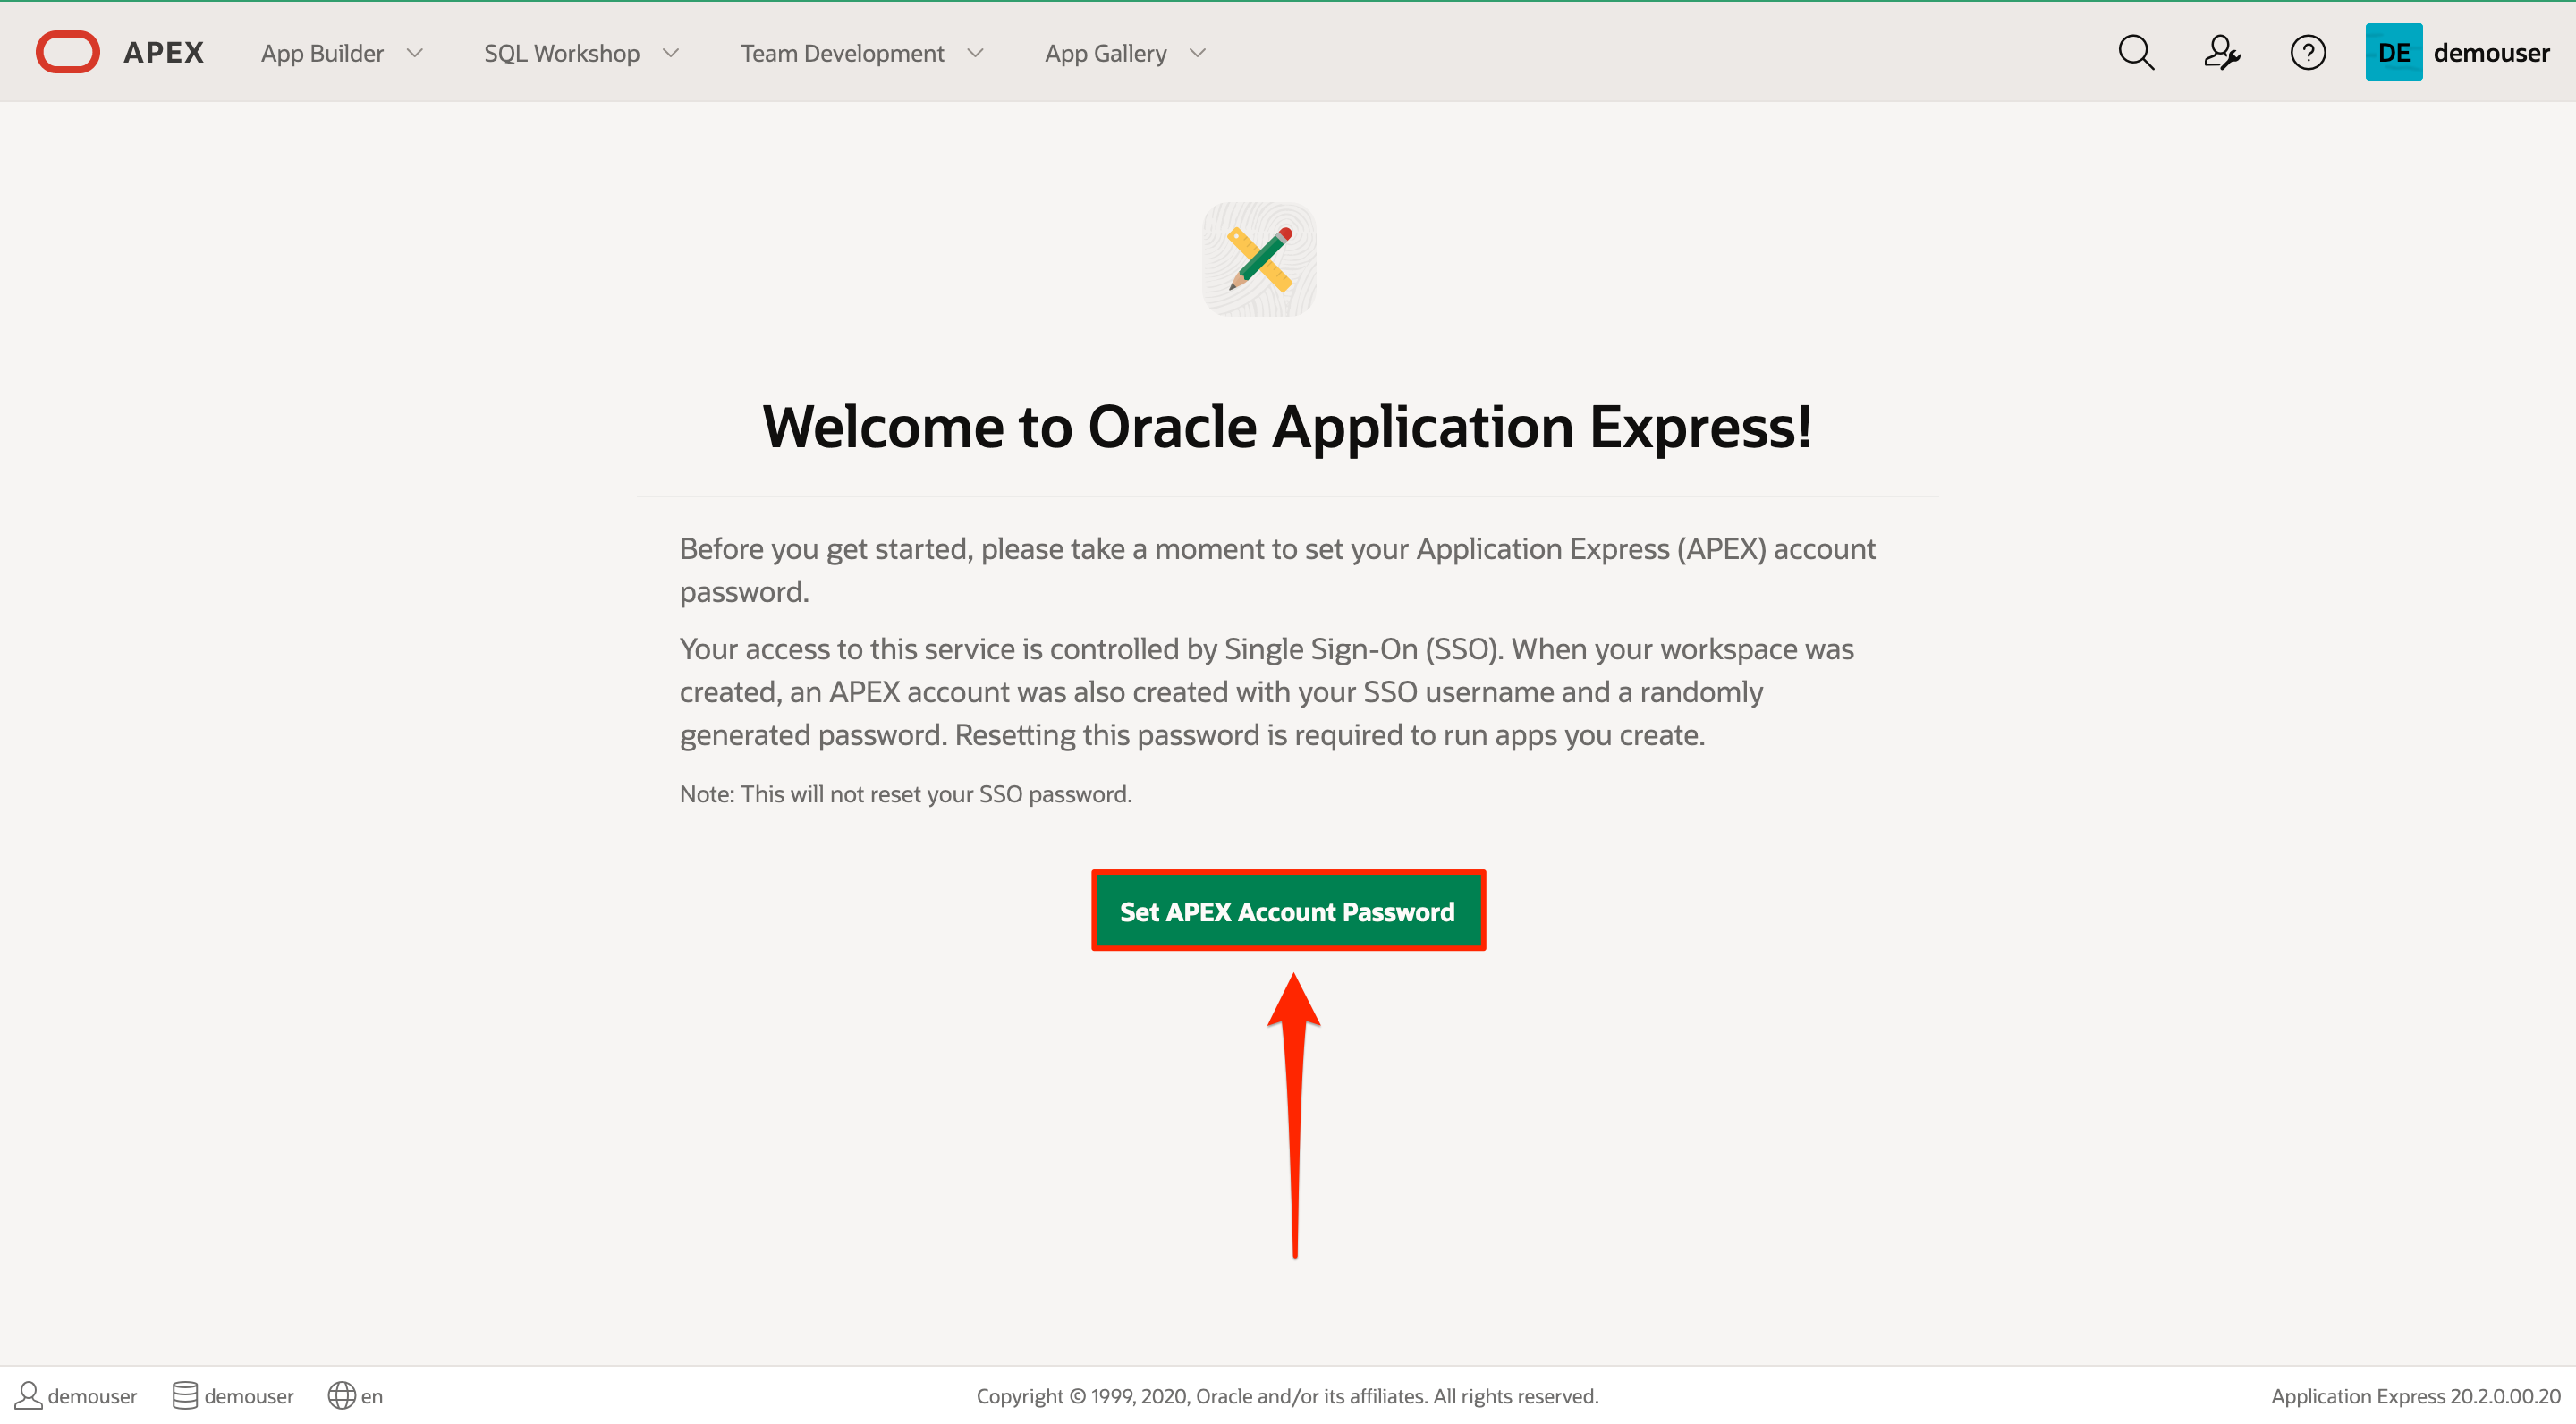 APEX App Builder SQL Workshop Team Development App Gallery ? DE demouser
Welcome to Oracle Application Express!
Before you get started, please take a moment to set your Application Express (APEX) account
password.
Your access to this service is controlled by Single Sign-On (SSO). When your workspace was
created, an APEX account was also created with your SSO username and a randomly
generated password. Resetting this password is required to run apps you create.
Note: This will not reset your SSO password.
Set APEX Account Password
demouser demouser en Copyright © 1999, 2020, Oracle and/or its affiliates. All rights reserved. Application Express 20.2.0.00.20